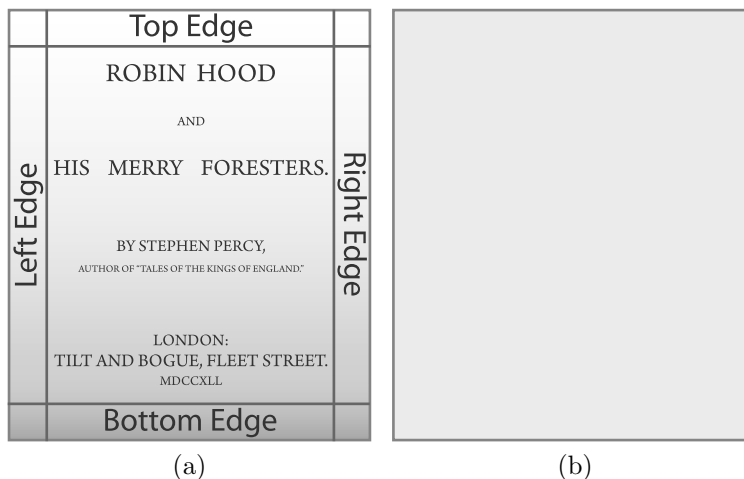 Top Edge
ROBIN HOOD
AND
HIS MERRY FORESTERS.
Left Edge
Right Edge
BY STEPHEN PERCY,
AUTHOR OF "TALES OF THE KINGS OF ENGLAND."
LONDON:
TILT AND BOGUE, FLEET STREET.
MDCCXLL
Bottom Edge
(a)
(b)